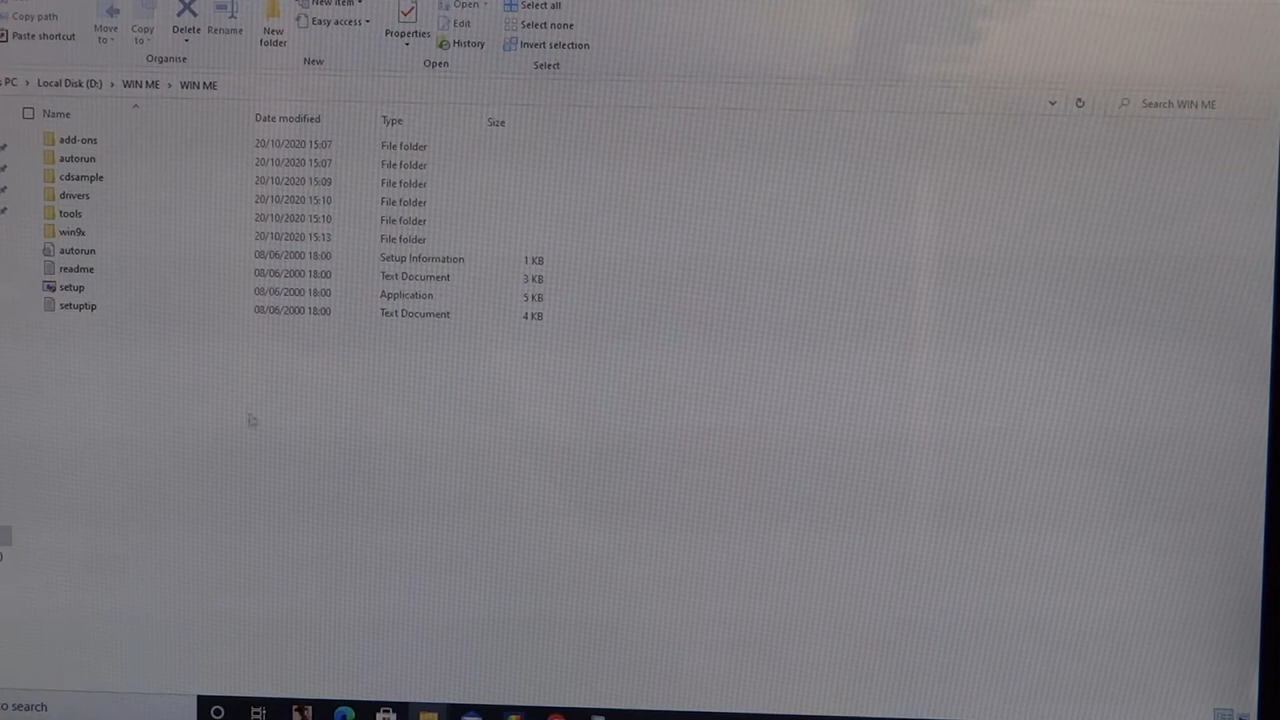 Copy path
Paste shortcut
Move to
Copy to
Delete
Rename
Organise
New folder
New item
Easy access
New
Properties
Open
Edit
History
Open
Select all
Select none
Invert selection
Select
PC › Local Disk (D:) › WIN ME › WIN ME
Search WIN ME
Name Date modified Type Size
add-ons 20/10/2020 15:07 File folder
autorun 20/10/2020 15:07 File folder
cdsample 20/10/2020 15:09 File folder
drivers 20/10/2020 15:10 File folder
tools 20/10/2020 15:10 File folder
win9x 20/10/2020 15:13 File folder
autorun 08/06/2000 18:00 Setup Information 1 KB
readme 08/06/2000 18:00 Text Document 3 KB
setup 08/06/2000 18:00 Application 5 KB
setuptip 08/06/2000 18:00 Text Document 4 KB
to search